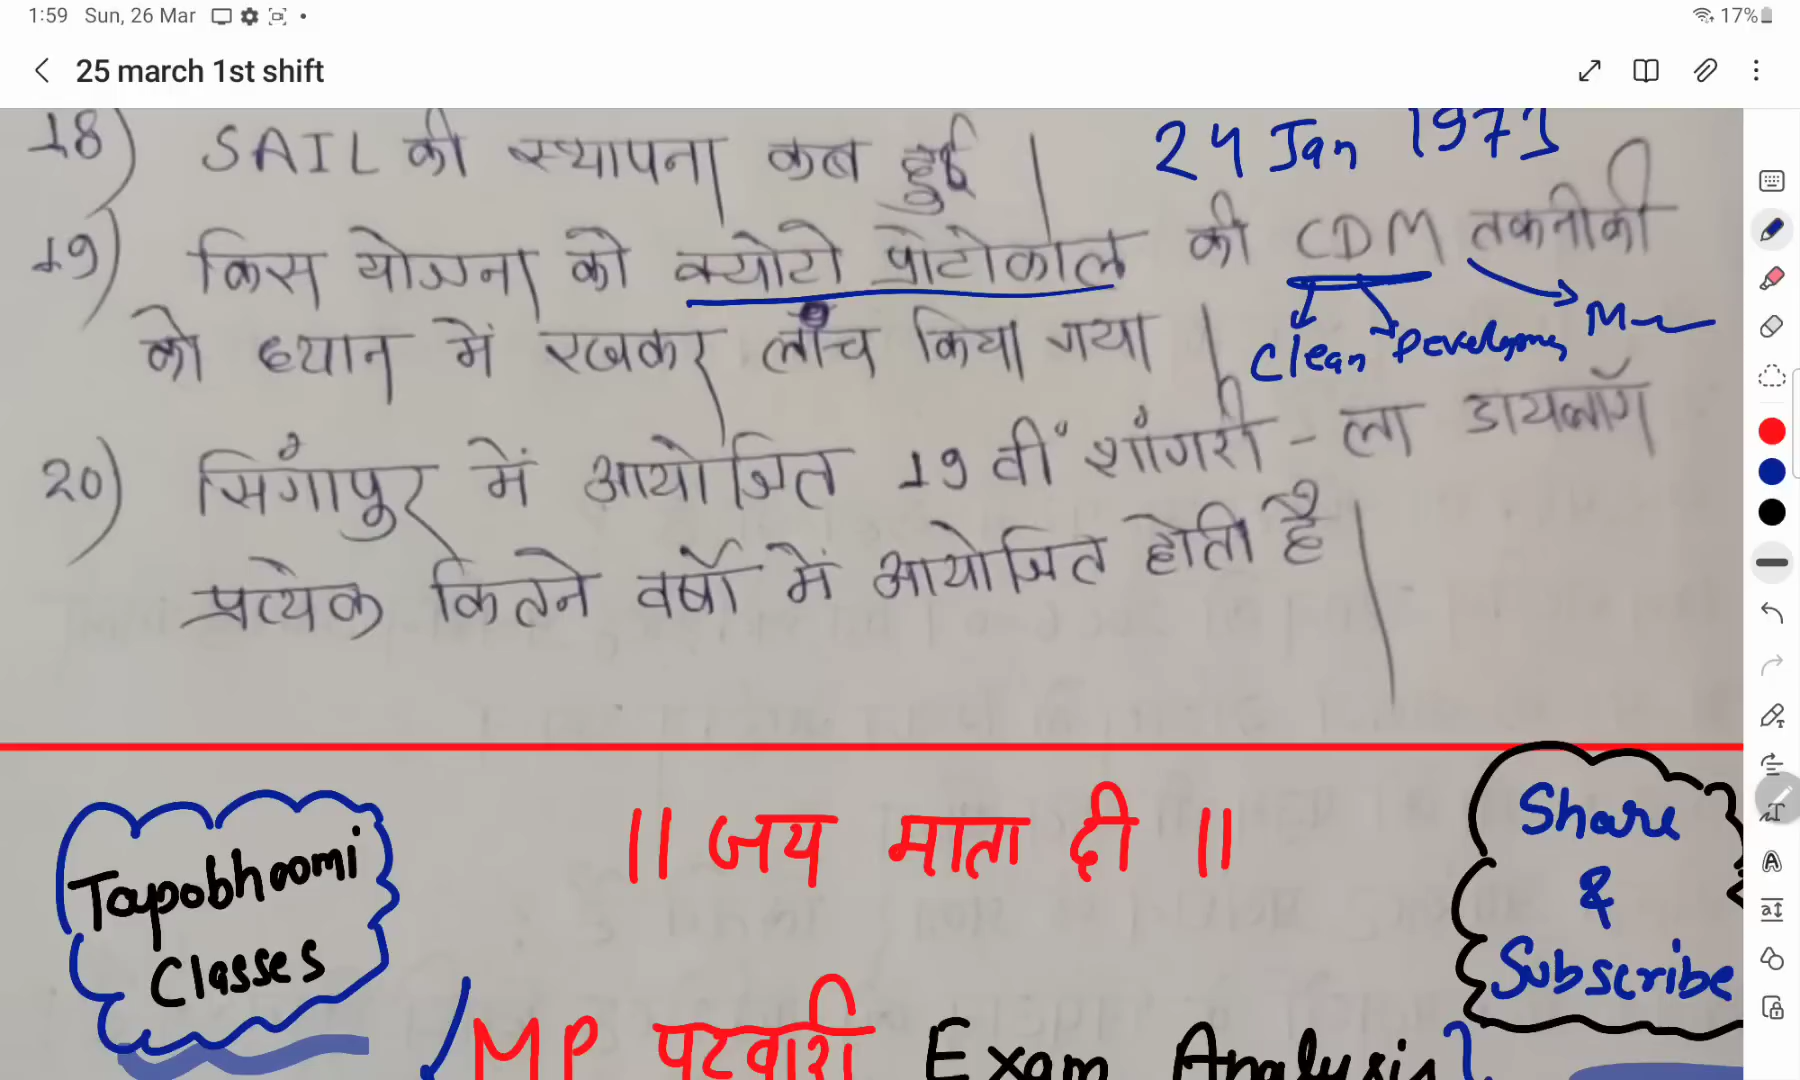 1:59 Sun, 26 Mar
17%
25 march 1st shift
18) SAIL की स्थापना कब हुई | 24 Jan 1973
19) किस योजना को क्योटो प्रोटोकाल की CDM तकनीकी
को ध्यान में रखकर लाँच किया गया |
Clean Developmen M
20) सिंगापुर में आयोजित 19 वीं शांगरी - ला डायलॉग
प्रत्येक कितने वर्षों में आयोजित होती है |
|| जय माता दी ||
Tapobhoomi
Classes
Share
&
Subscribe
MP पटवारी Exam Analysis